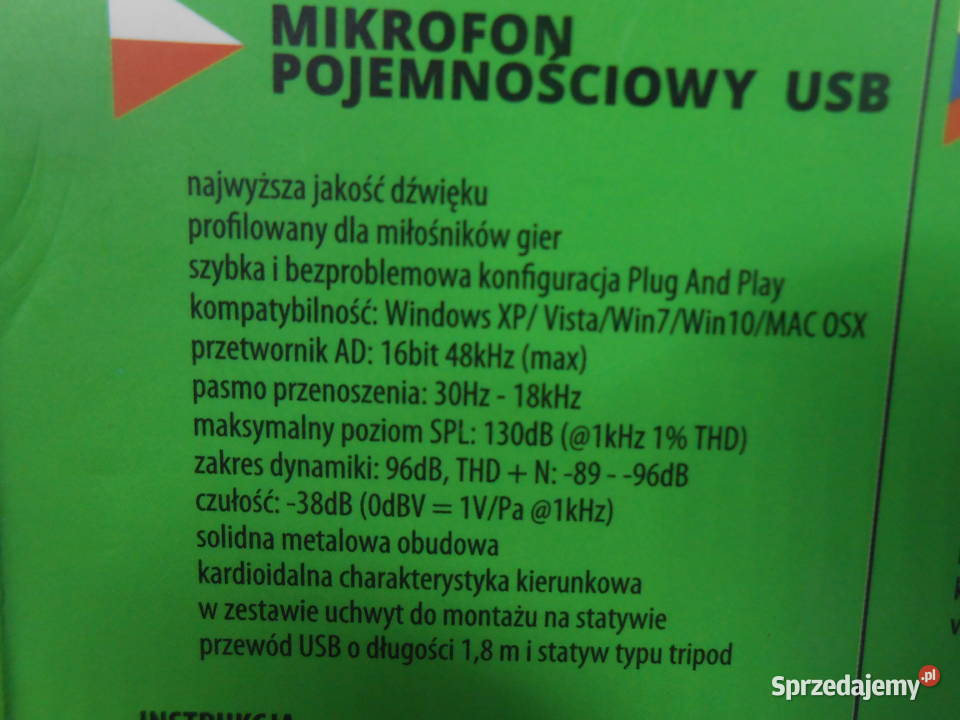 MIKROFON
POJEMNOŚCIOWY USB
najwyższa jakość dźwięku
profilowany dla miłośników gier
szybka i bezproblemowa konfiguracja Plug And Play
kompatybilność: Windows XP/ Vista/Win7/Win10/MAC OSX
przetwornik AD: 16bit 48kHz (max)
pasmo przenoszenia: 30Hz - 18kHz
maksymalny poziom SPL: 130dB (@1kHz 1% THD)
zakres dynamiki: 96dB, THD + N: -89 - -96dB
czułość: -38dB (0dBV = 1V/Pa @1kHz)
solidna metalowa obudowa
kardioidalna charakterystyka kierunkowa
w zestawie uchwyt do montażu na statywie
przewód USB o długości 1,8 m i statyw typu tripod
INSTRUKCJA
Sprzedajemy.pl